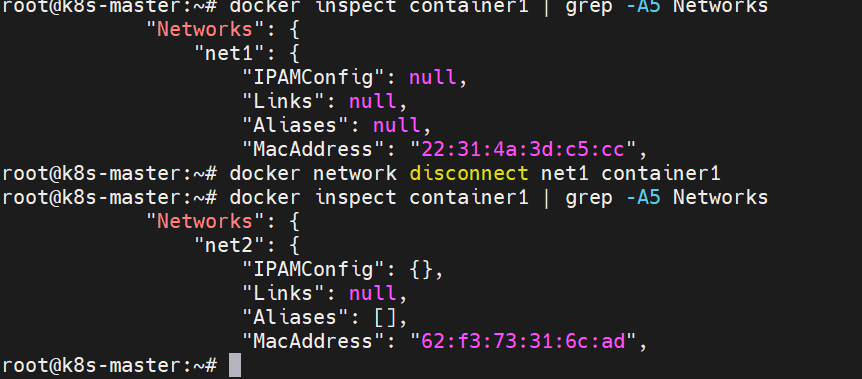 root@k8s-master:~# docker inspect container1 | grep -A5 Networks
            "Networks": {
                "net1": {
                    "IPAMConfig": null,
                    "Links": null,
                    "Aliases": null,
                    "MacAddress": "22:31:4a:3d:c5:cc",
root@k8s-master:~# docker network disconnect net1 container1
root@k8s-master:~# docker inspect container1 | grep -A5 Networks
            "Networks": {
                "net2": {
                    "IPAMConfig": {},
                    "Links": null,
                    "Aliases": [],
                    "MacAddress": "62:f3:73:31:6c:ad",
root@k8s-master:~#